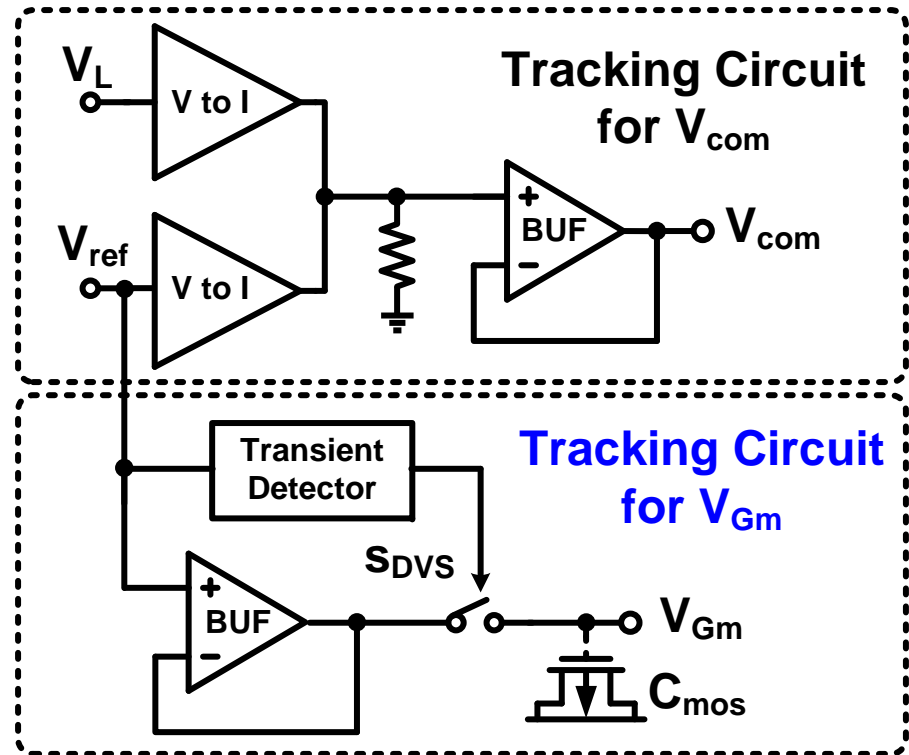 Tracking Circuit
for Vcom
VL
V to I
Vref
V to I
+
BUF
−
Vcom
Tracking Circuit
for VGm
Transient
Detector
SDVS
+
BUF
−
VGm
Cmos